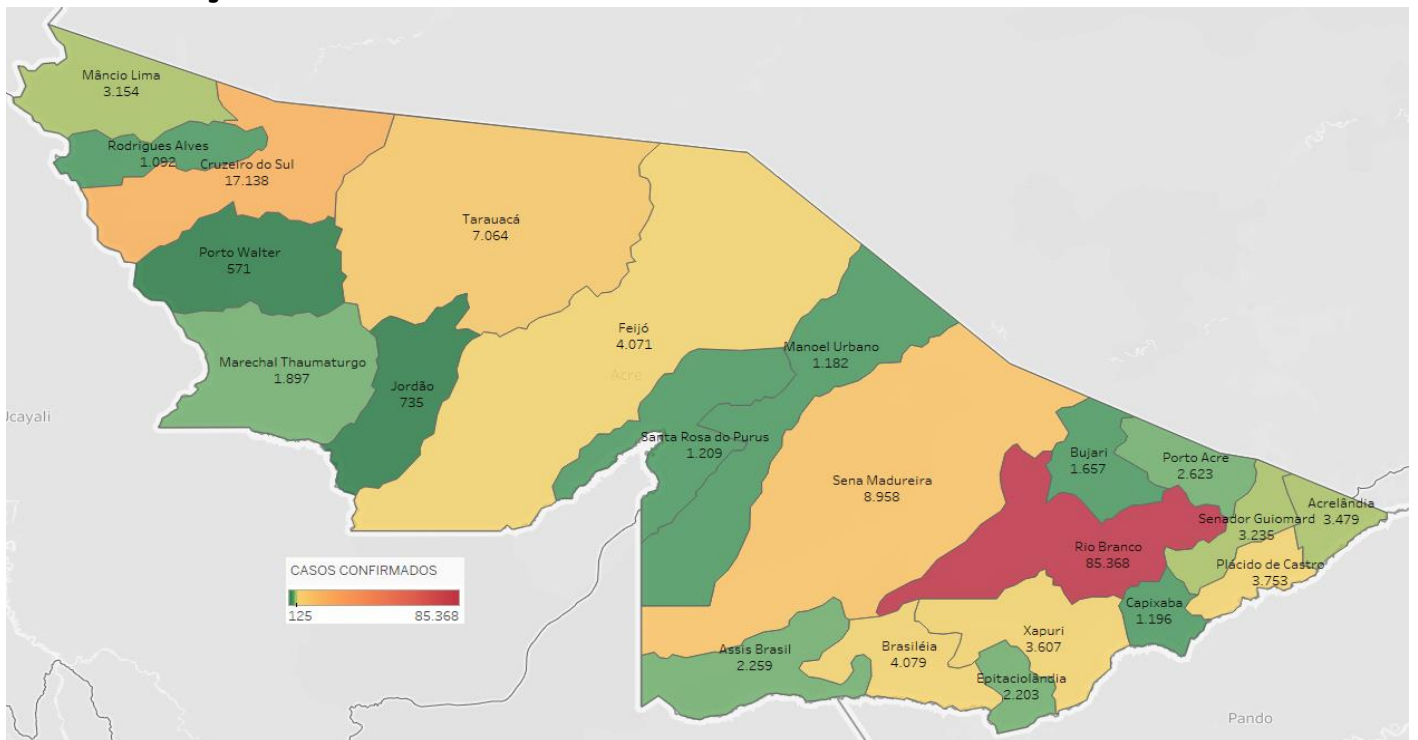 Mâncio Lima
3.154
Rodrigues Alves
1.092
Cruzeiro do Sul
17.138
Tarauacá
7.064
Porto Walter
571
Feijó
4.071
Acre
Manoel Urbano
1.182
Marechal Thaumaturgo
1.897
Jordão
735
Ucayali
Santa Rosa do Purus
1.209
Sena Madureira
8.958
Bujari
1.657
Porto Acre
2.623
Acrelândia
3.479
Senador Guiomard
3.235
Rio Branco
85.368
Plácido de Castro
3.753
CASOS CONFIRMADOS
125 85.368
Capixaba
1.196
Xapuri
3.607
Brasiléia
4.079
Assis Brasil
2.259
Epitaciolândia
2.203
Pando